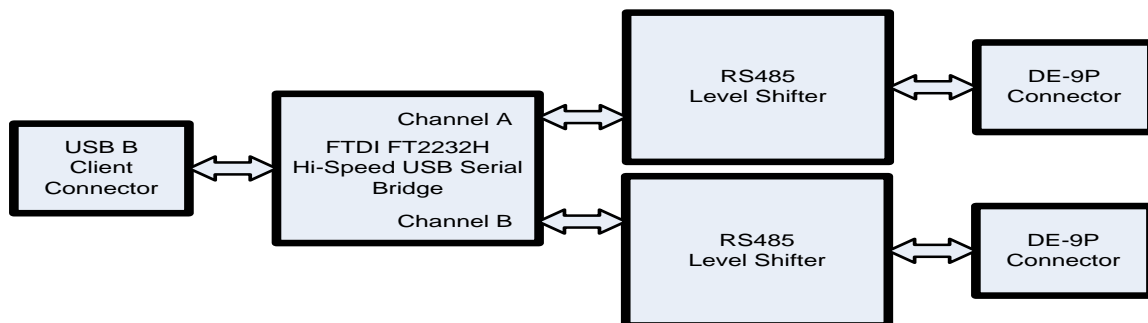 USB B
Client
Connector
Channel A
FTDI FT2232H
Hi-Speed USB Serial
Bridge
Channel B
RS485
Level Shifter
DE-9P
Connector
RS485
Level Shifter
DE-9P
Connector